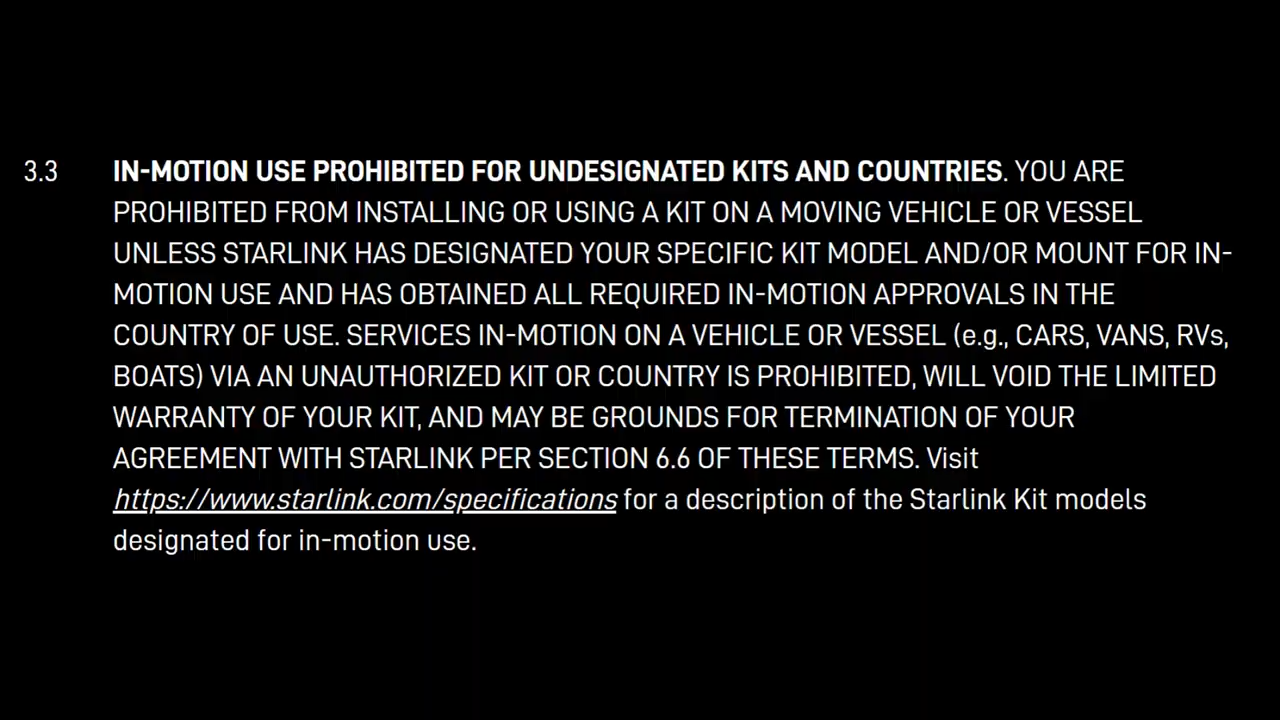 3.3 IN-MOTION USE PROHIBITED FOR UNDESIGNATED KITS AND COUNTRIES. YOU ARE
PROHIBITED FROM INSTALLING OR USING A KIT ON A MOVING VEHICLE OR VESSEL
UNLESS STARLINK HAS DESIGNATED YOUR SPECIFIC KIT MODEL AND/OR MOUNT FOR IN-
MOTION USE AND HAS OBTAINED ALL REQUIRED IN-MOTION APPROVALS IN THE
COUNTRY OF USE. SERVICES IN-MOTION ON A VEHICLE OR VESSEL (e.g., CARS, VANS, RVs,
BOATS) VIA AN UNAUTHORIZED KIT OR COUNTRY IS PROHIBITED, WILL VOID THE LIMITED
WARRANTY OF YOUR KIT, AND MAY BE GROUNDS FOR TERMINATION OF YOUR
AGREEMENT WITH STARLINK PER SECTION 6.6 OF THESE TERMS. Visit
https://www.starlink.com/specifications for a description of the Starlink Kit models
designated for in-motion use.